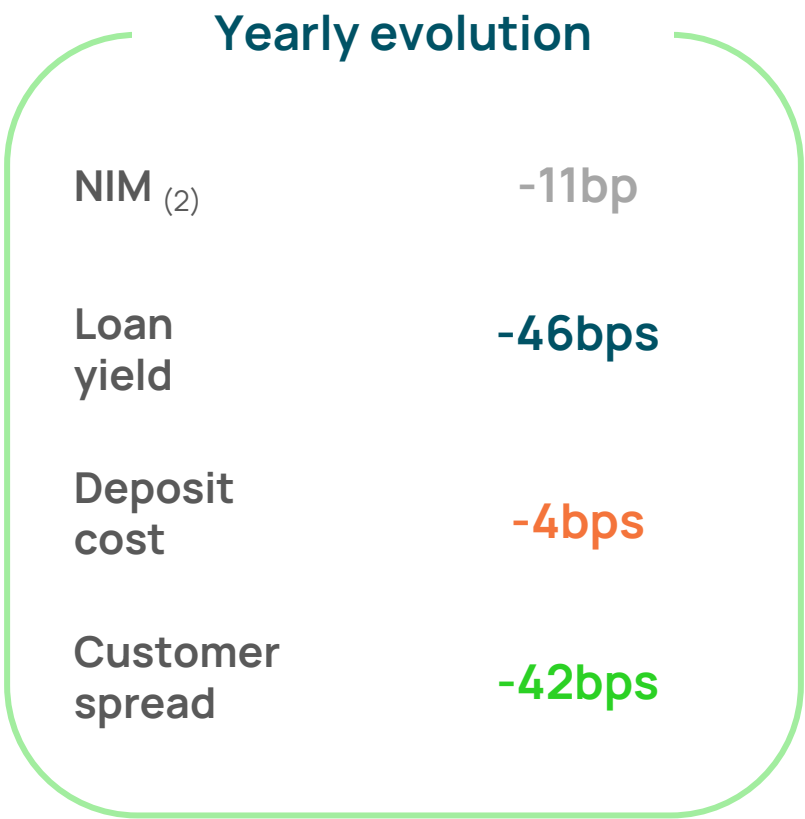 Yearly evolution
NIM (2)
-11bp
Loan
yield
-46bps
Deposit
cost
-4bps
Customer
spread
-42bps